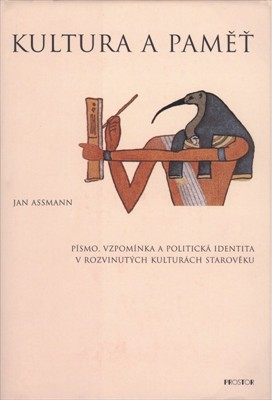 KULTURA A PAMĚŤ
JAN ASSMANN
PÍSMO, VZPOMÍNKA A POLITICKÁ IDENTITA
V ROZVINUTÝCH KULTURÁCH STAROVĚKU
PROSTOR